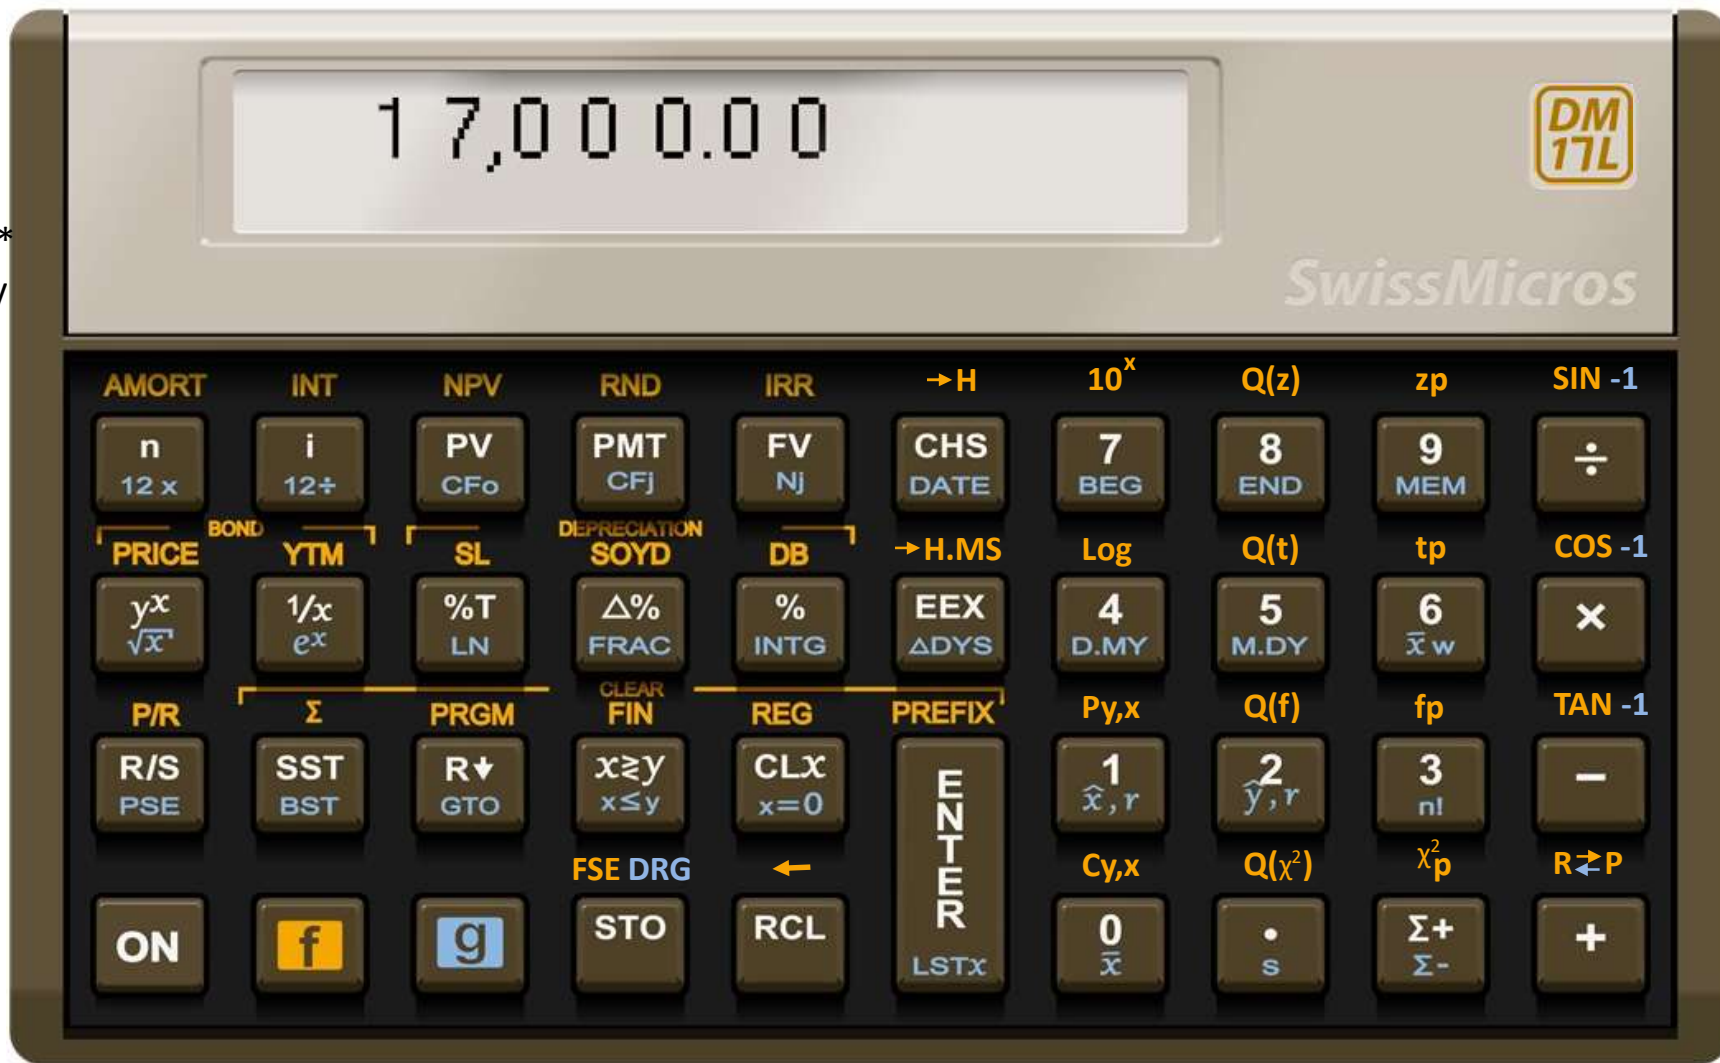 17,000.00
DM
17L
*
/
SwissMicros
AMORT INT NPV RND IRR →H 10^x Q(z) zp SIN -1
n i PV PMT FV CHS 7 8 9 ÷
12 x 12÷ CFo CFj Nj DATE BEG END MEM
BOND DEPRECIATION
PRICE YTM SL SOYD DB →H.MS Log Q(t) tp COS -1
y^x 1/x %T Δ% % EEX 4 5 6 ×
√x e^x LN FRAC INTG ΔDYS D.MY M.DY x̄ w
CLEAR
P/R Σ PRGM FIN REG PREFIX Py,x Q(f) fp TAN -1
R/S SST R↓ x≷y CLx ENTER 1 2 3 −
PSE BST GTO x≤y x=0 x̂,r ŷ,r n!
FSE DRG ← Cy,x Q(χ²) χ²p R⇄P
ON f g STO RCL 0 • Σ+ +
LSTx x̄ s Σ-